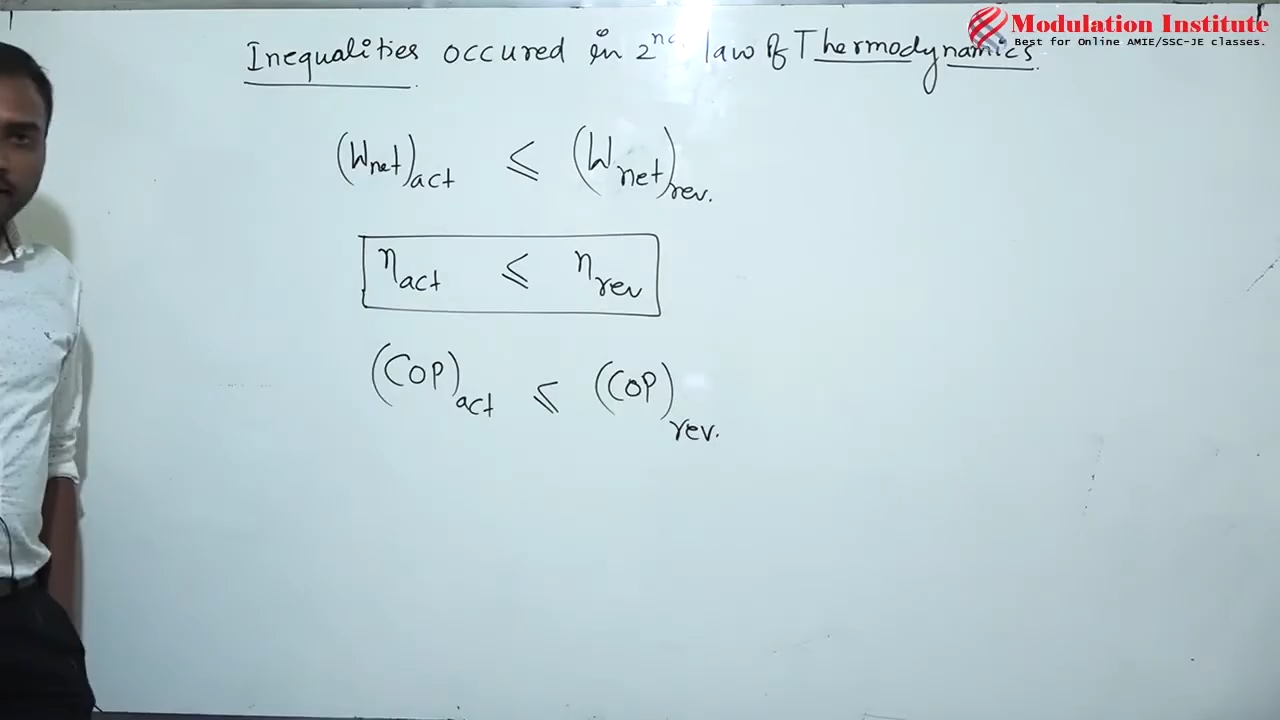 Modulation Institute
Best for Online AMIE/SSC-JE classes.
Inequalities occured in 2nd law of Thermodynamics.
(Wnet)act ≤ (Wnet)rev.
ηact ≤ ηrev
(COP)act ≤ (COP)rev.